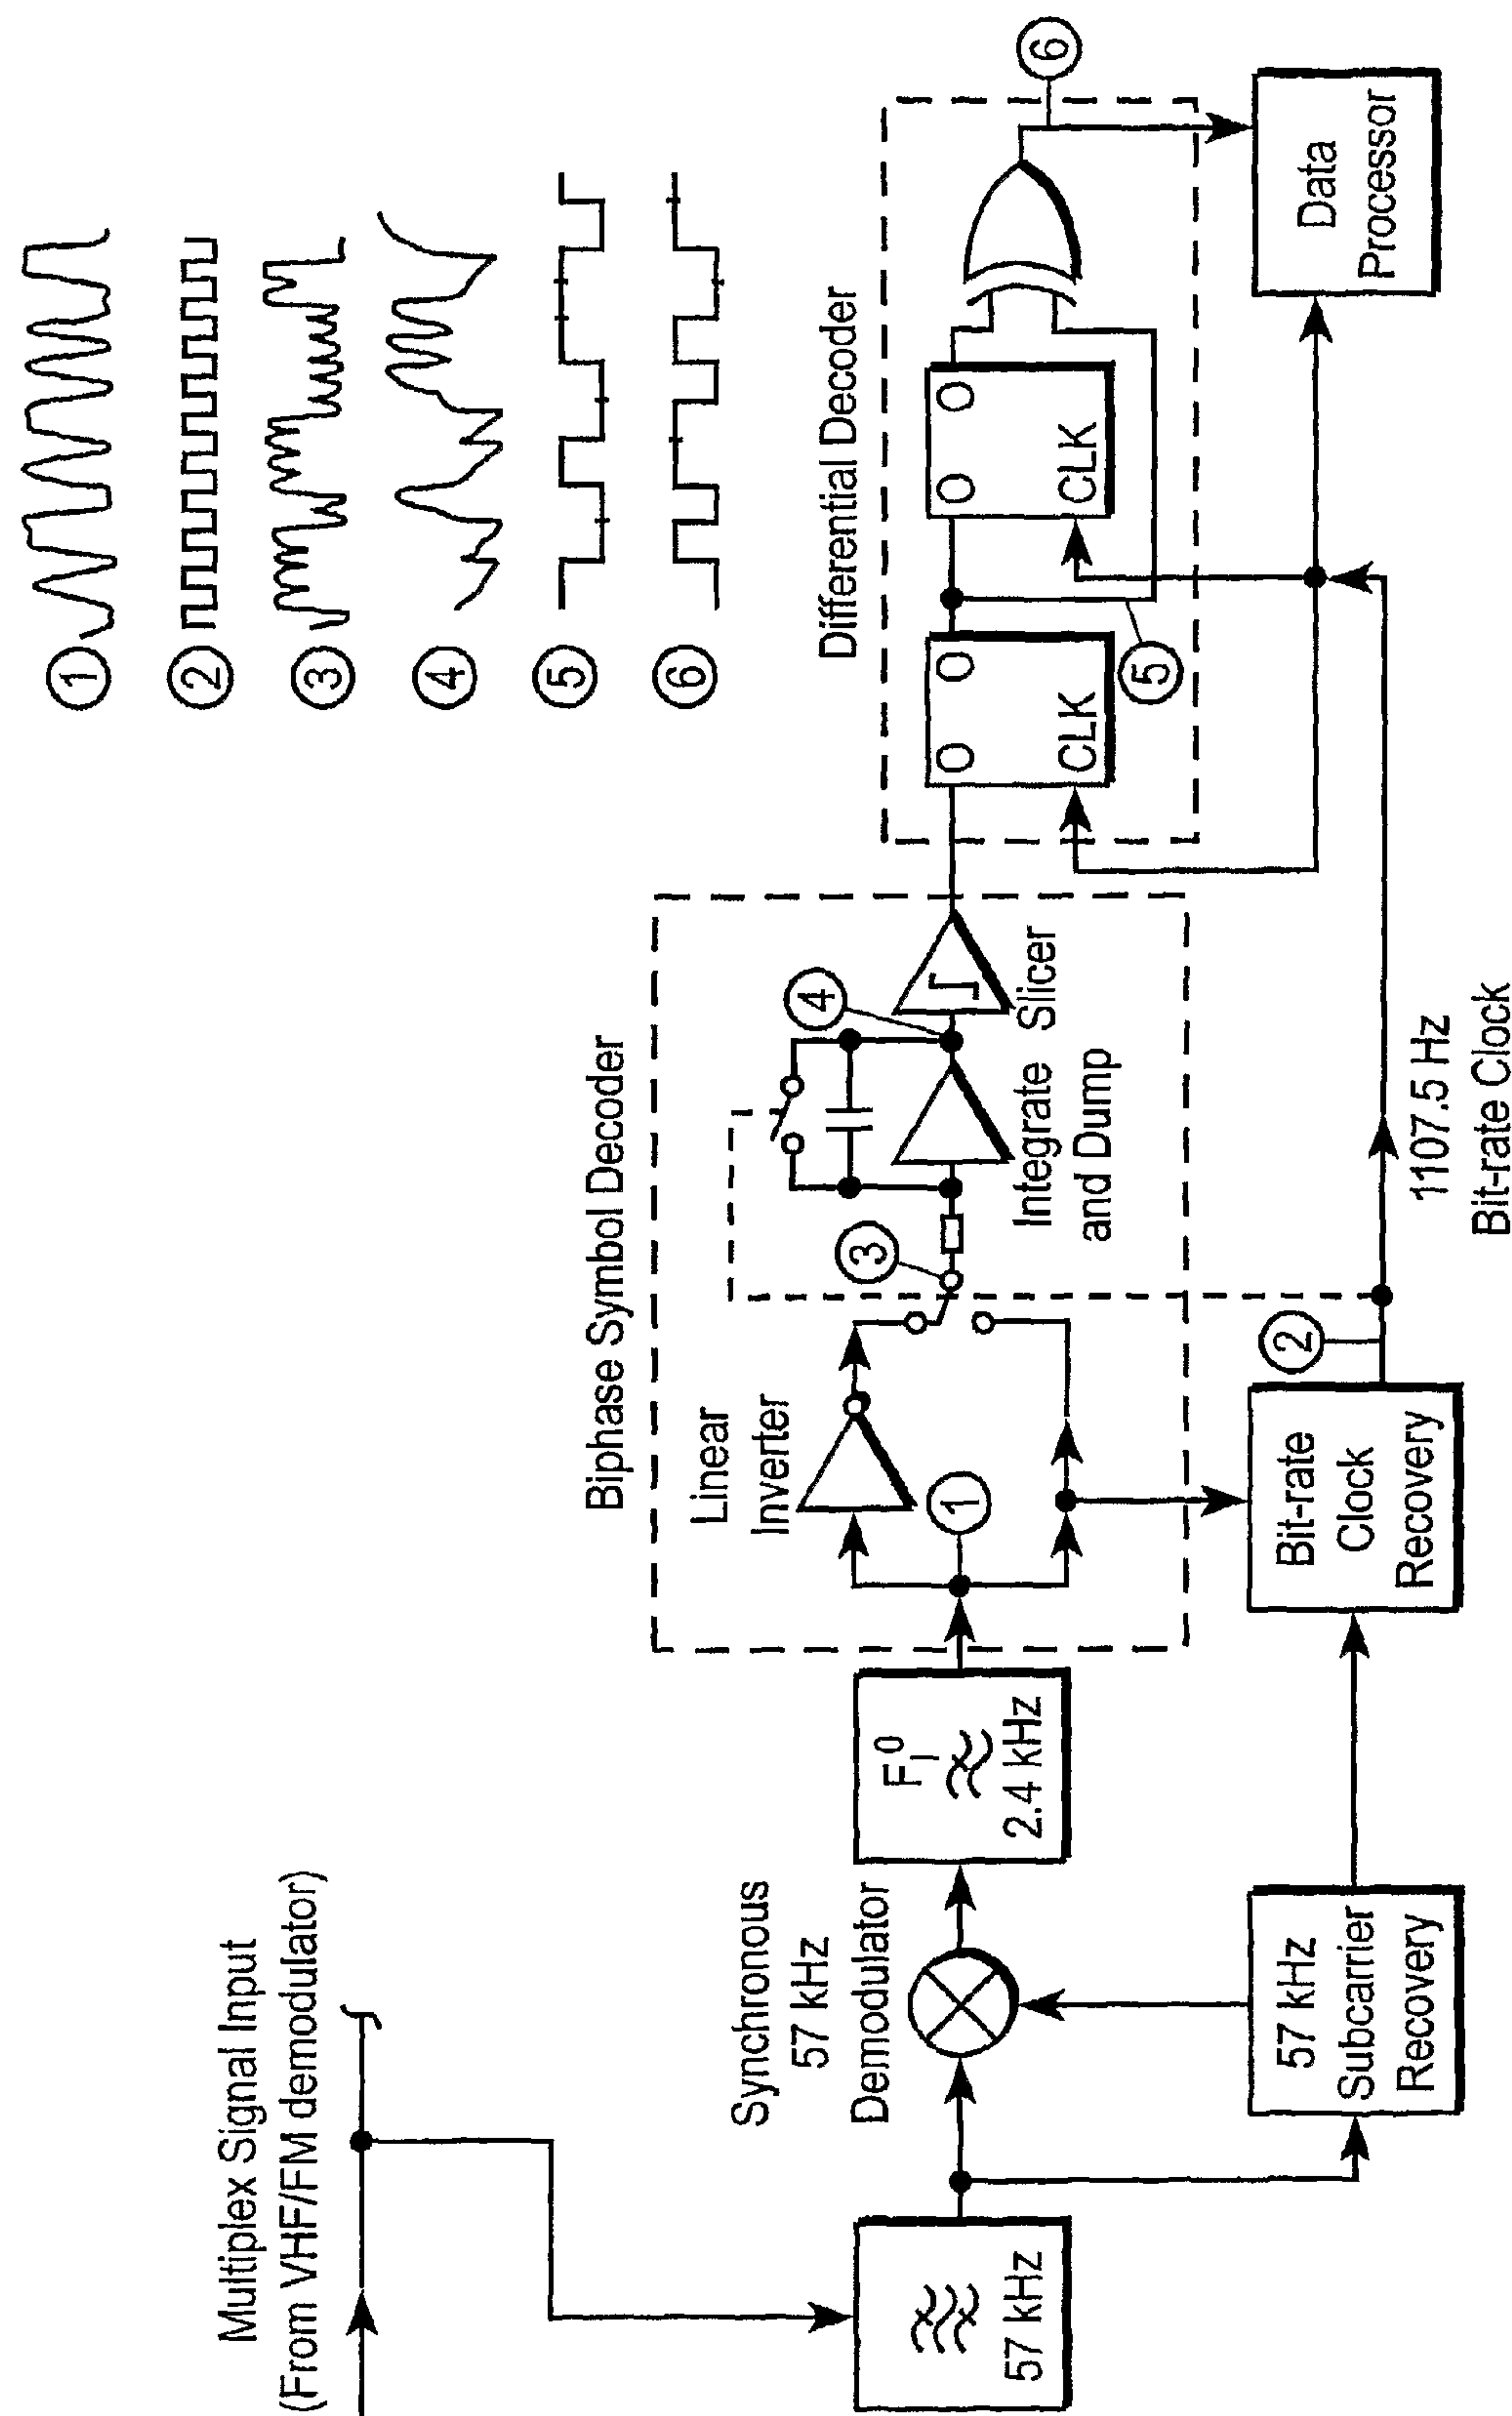 Multiplex Signal Input
(From VHF/FM demodulator)
57 kHz
Synchronous
57 kHz
Demodulator
57 kHz
Subcarrier
Recovery
2.4 kHz
Biphase Symbol Decoder
Linear
Inverter
1
3
Integrate
and Dump
4
Slicer
Bit-rate
Clock
Recovery
2
1107.5 Hz
Bit-rate Clock
Differential Decoder
O
O
CLK
5
O
O
CLK
6
Data
Processor
1
2
3
4
5
6